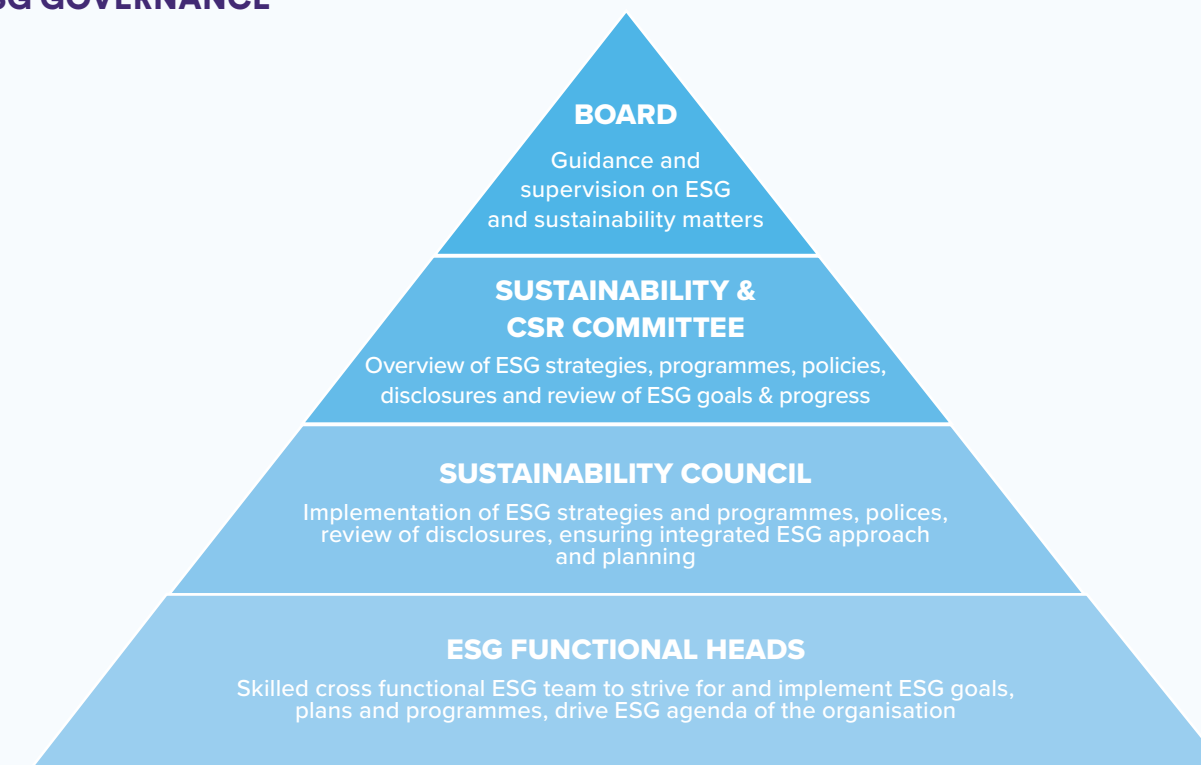 GOVERNANCE
BOARD
Guidance and
supervision on ESG
and sustainability matters
SUSTAINABILITY &
CSR COMMITTEE
Overview of ESG strategies, programmes, policies,
disclosures and review of ESG goals & progress
SUSTAINABILITY COUNCIL
Implementation of ESG strategies and programmes, polices,
review of disclosures, ensuring integrated ESG approach
and planning
ESG FUNCTIONAL HEADS
Skilled cross functional ESG team to strive for and implement ESG goals,
plans and programmes, drive ESG agenda of the organisation